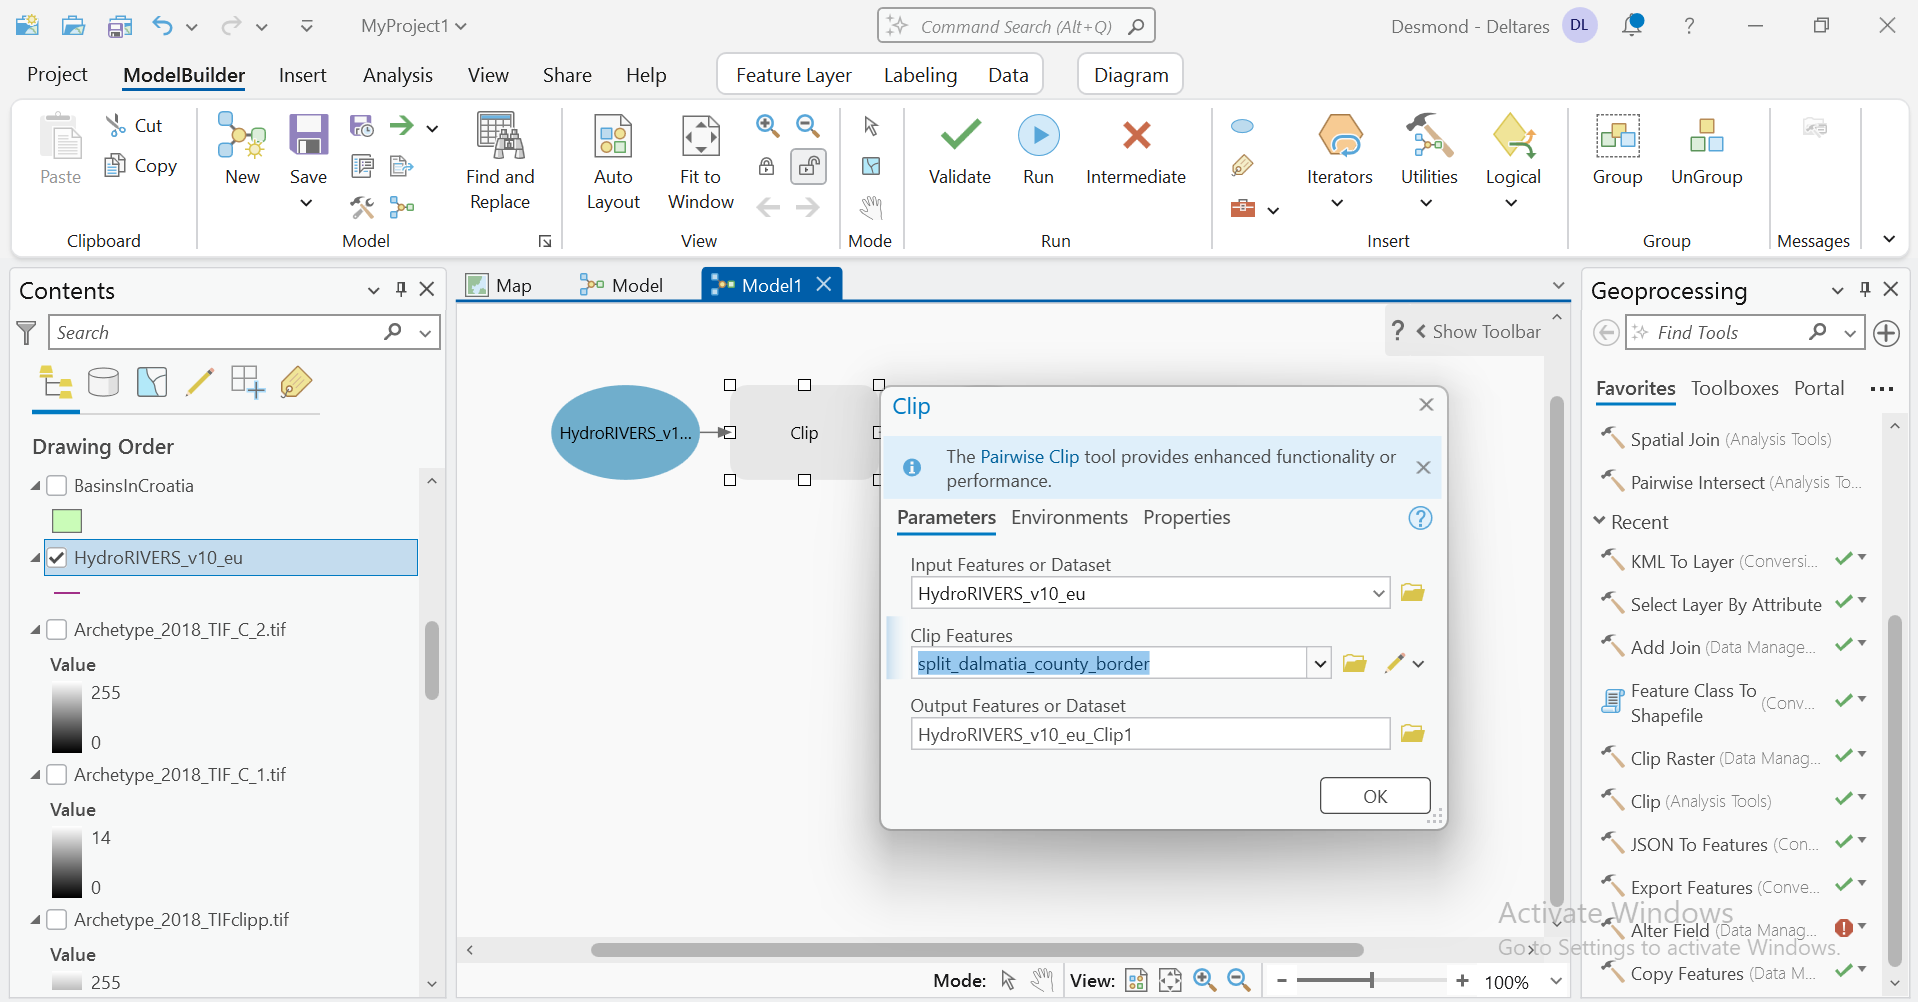 MyProject1
Command Search (Alt+Q)
Desmond - Deltares
DL
?
Project
ModelBuilder
Insert
Analysis
View
Share
Help
Feature Layer
Labeling
Data
Diagram
Paste
Cut
Copy
Clipboard
New
Save
Model
Find and
Replace
Auto
Layout
Fit to
Window
View
Mode
Validate
Run
Intermediate
Run
Iterators
Utilities
Logical
Insert
Group
UnGroup
Group
Messages
Contents
Search
Drawing Order
BasinsInCroatia
HydroRIVERS_v10_eu
Archetype_2018_TIF_C_2.tif
Value
255
0
Archetype_2018_TIF_C_1.tif
Value
14
0
Archetype_2018_TIFclipp.tif
Value
255
Map
Model
Model1
? Show Toolbar
HydroRIVERS_v1...
Clip
Clip
The Pairwise Clip tool provides enhanced functionality or
performance.
Parameters
Environments
Properties
?
Input Features or Dataset
HydroRIVERS_v10_eu
Clip Features
split_dalmatia_county_border
Output Features or Dataset
HydroRIVERS_v10_eu_Clip1
OK
Mode:
View:
100%
Geoprocessing
Find Tools
Favorites
Toolboxes
Portal
...
Spatial Join (Analysis Tools)
Pairwise Intersect (Analysis To...
Recent
KML To Layer (Conversi...
Select Layer By Attribute
Add Join (Data Manage...
Feature Class To
Shapefile
(Conv...
Clip Raster (Data Manag...
Clip (Analysis Tools)
JSON To Features (Con...
Export Features (Conve...
Activate Windows
Alter Field (Data Manag...
Go to Settings to activate Windows.
Copy Features (Data M...